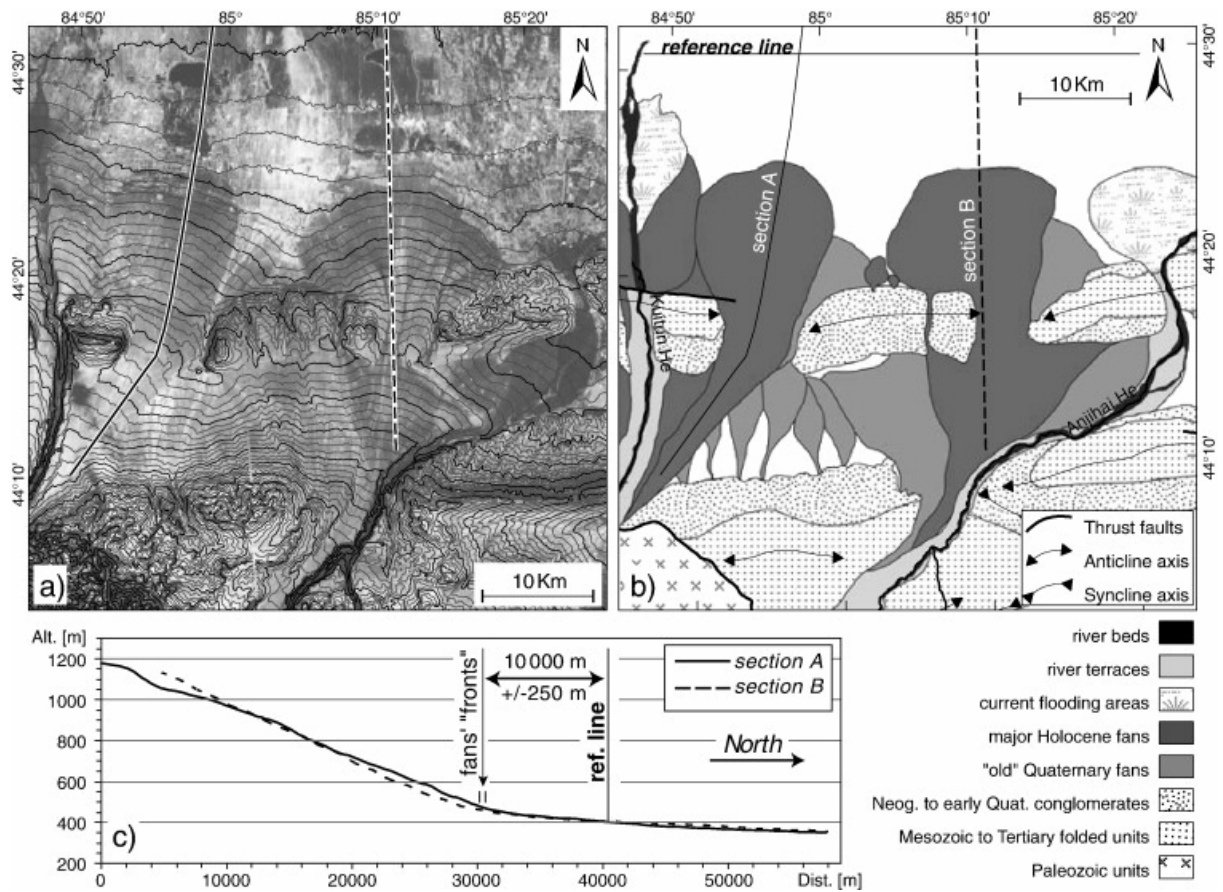 84°50' 85° 85°10' 85°20'
84°50' 85° 85°10' 85°20'
44°30'
44°20'
44°10'
N
10 Km
a)
reference line
N
10 Km
section A
section B
Kuitun He
Anjihai He
Thrust faults
Anticline axis
Syncline axis
b)
44°30'
44°20'
44°10'
Alt. [m]
1200
1000
800
600
400
200
0 10000 20000 30000 40000 50000 Dist. [m]
fans' "fronts"
10 000 m
+/-250 m
ref. line
section A
section B
North
c)
river beds
river terraces
current flooding areas
major Holocene fans
"old" Quaternary fans
Neog. to early Quat. conglomerates
Mesozoic to Tertiary folded units
Paleozoic units